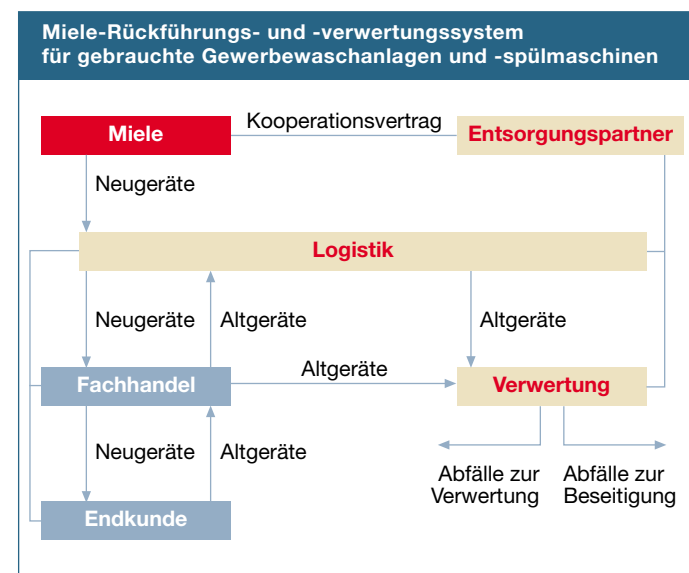 Miele-Rückführungs- und -verwertungssystem
für gebrauchte Gewerbewaschanlagen und -spülmaschinen
Miele
Kooperationsvertrag
Entsorgungspartner
Neugeräte
Logistik
Neugeräte
Altgeräte
Altgeräte
Fachhandel
Altgeräte
Verwertung
Neugeräte
Altgeräte
Abfälle zur
Verwertung
Abfälle zur
Beseitigung
Endkunde